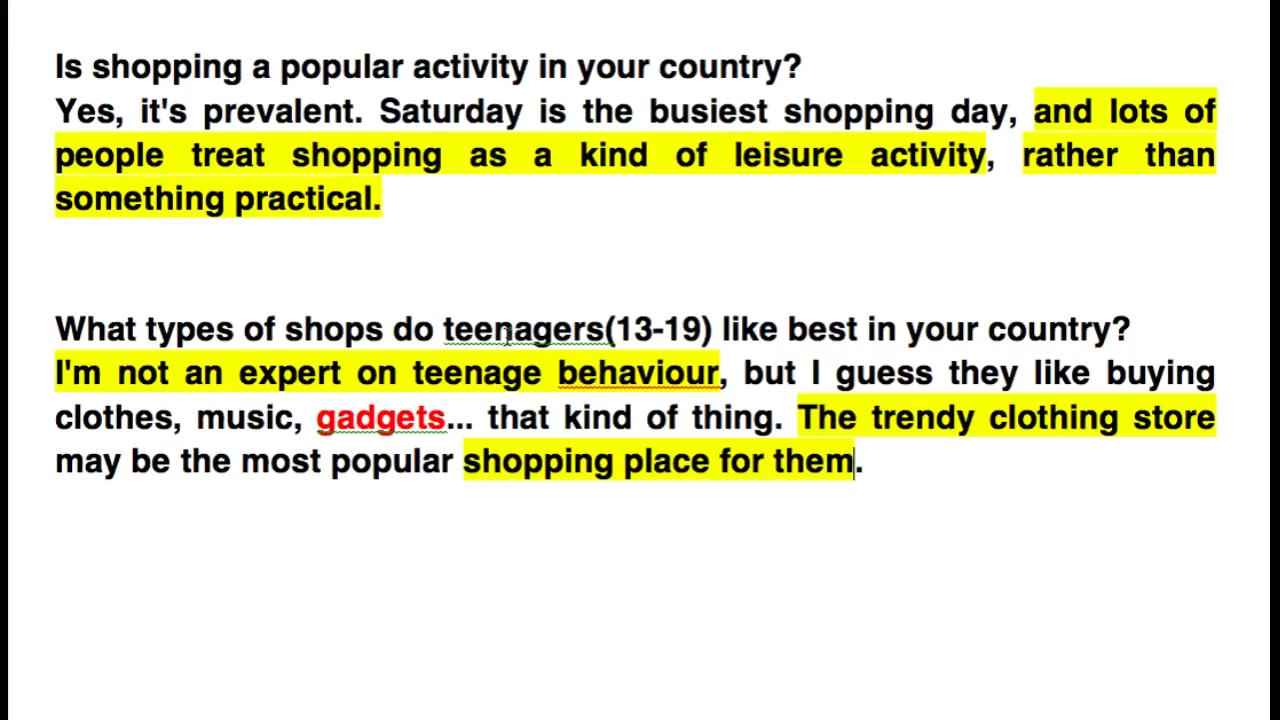 Is shopping a popular activity in your country?
Yes, it's prevalent. Saturday is the busiest shopping day, and lots of
people treat shopping as a kind of leisure activity, rather than
something practical.
What types of shops do teenagers(13-19) like best in your country?
I'm not an expert on teenage behaviour, but I guess they like buying
clothes, music, gadgets... that kind of thing. The trendy clothing store
may be the most popular shopping place for them.